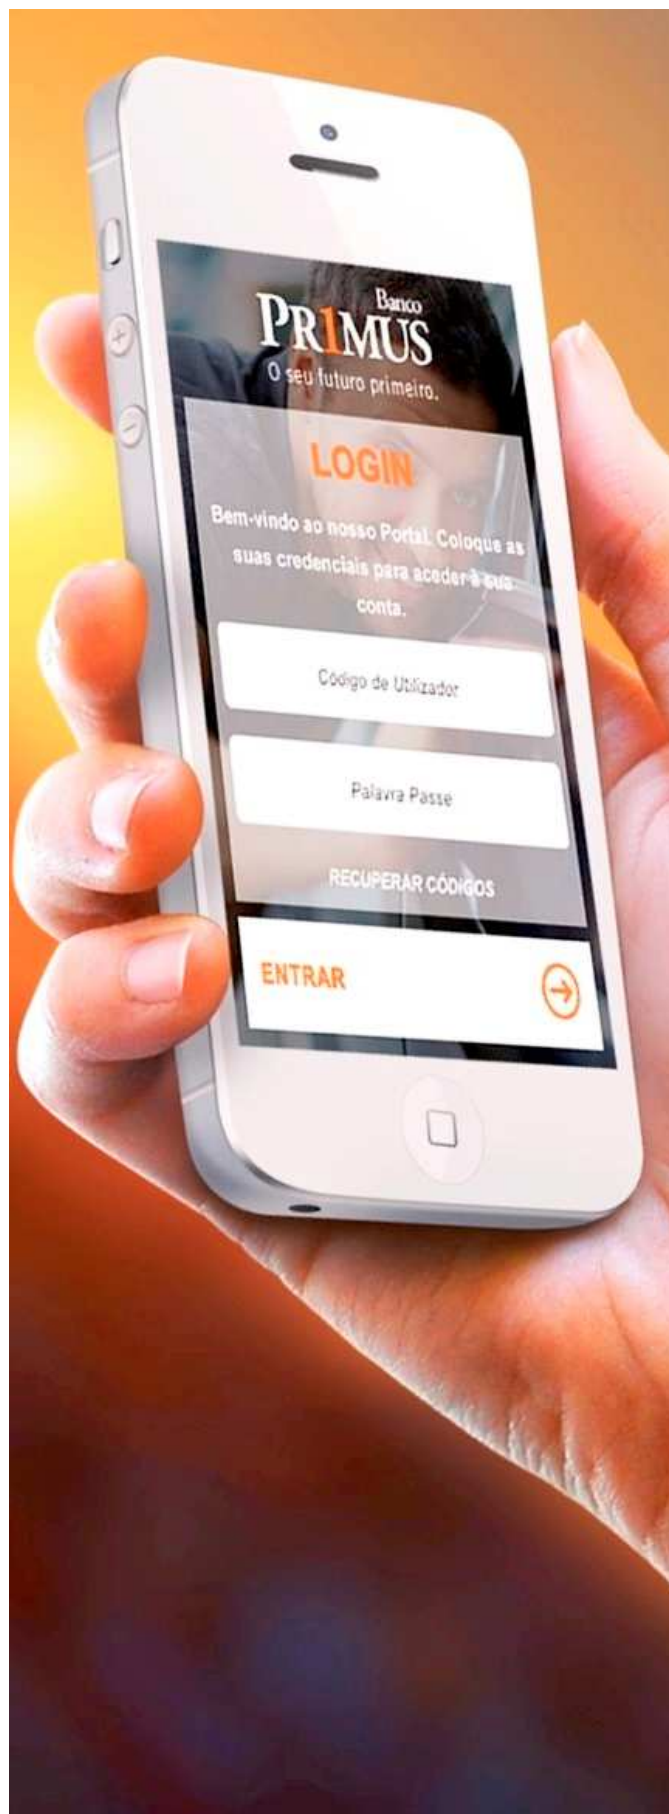 Banco
PR1MUS
O seu futuro primeiro.
LOGIN
Bem-vindo ao nosso Portal. Coloque as
suas credenciais para aceder à sua
conta.
Código de Utilizador
Palavra Passe
RECUPERAR CÓDIGOS
ENTRAR